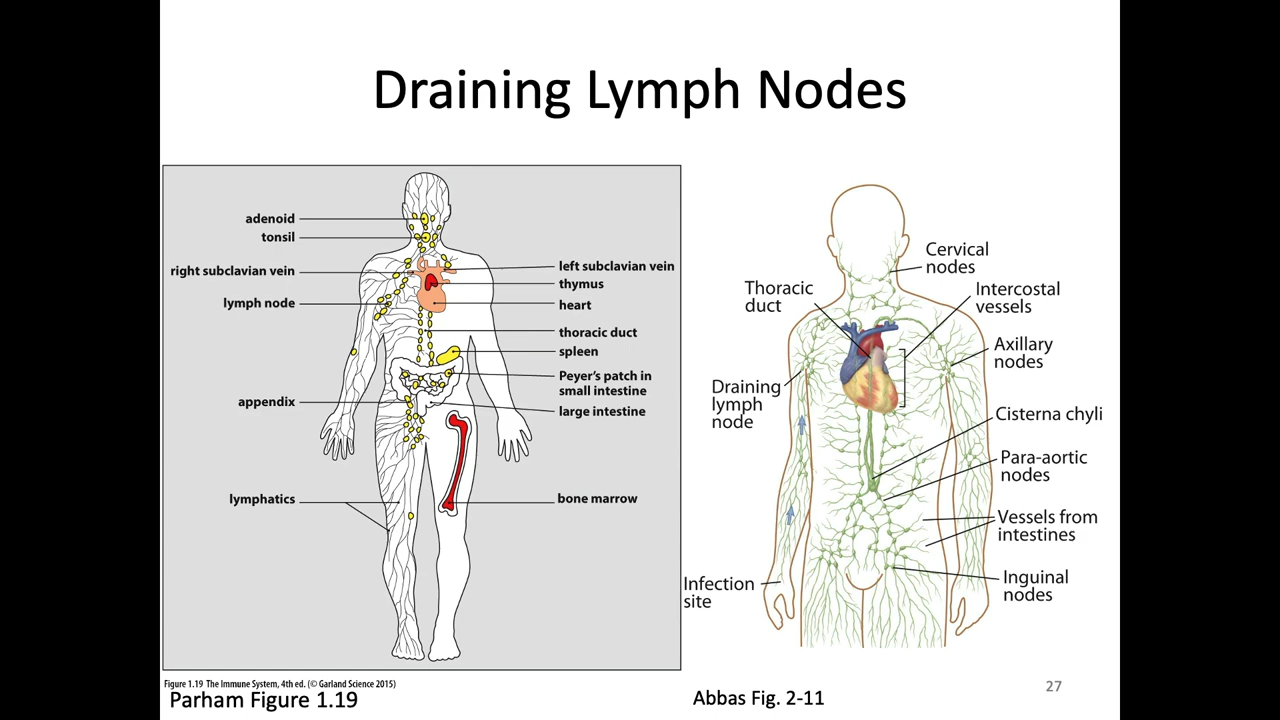 Draining Lymph Nodes
adenoid
tonsil
right subclavian vein
lymph node
appendix
lymphatics
left subclavian vein
thymus
heart
thoracic duct
spleen
Peyer's patch in
small intestine
large intestine
bone marrow
Figure 1.19 The Immune System, 4th ed. (© Garland Science 2015)
Parham Figure 1.19
Cervical
nodes
Thoracic
duct
Intercostal
vessels
Axillary
nodes
Draining
lymph
node
Cisterna chyli
Para-aortic
nodes
Vessels from
intestines
Infection
site
Inguinal
nodes
Abbas Fig. 2-11
27